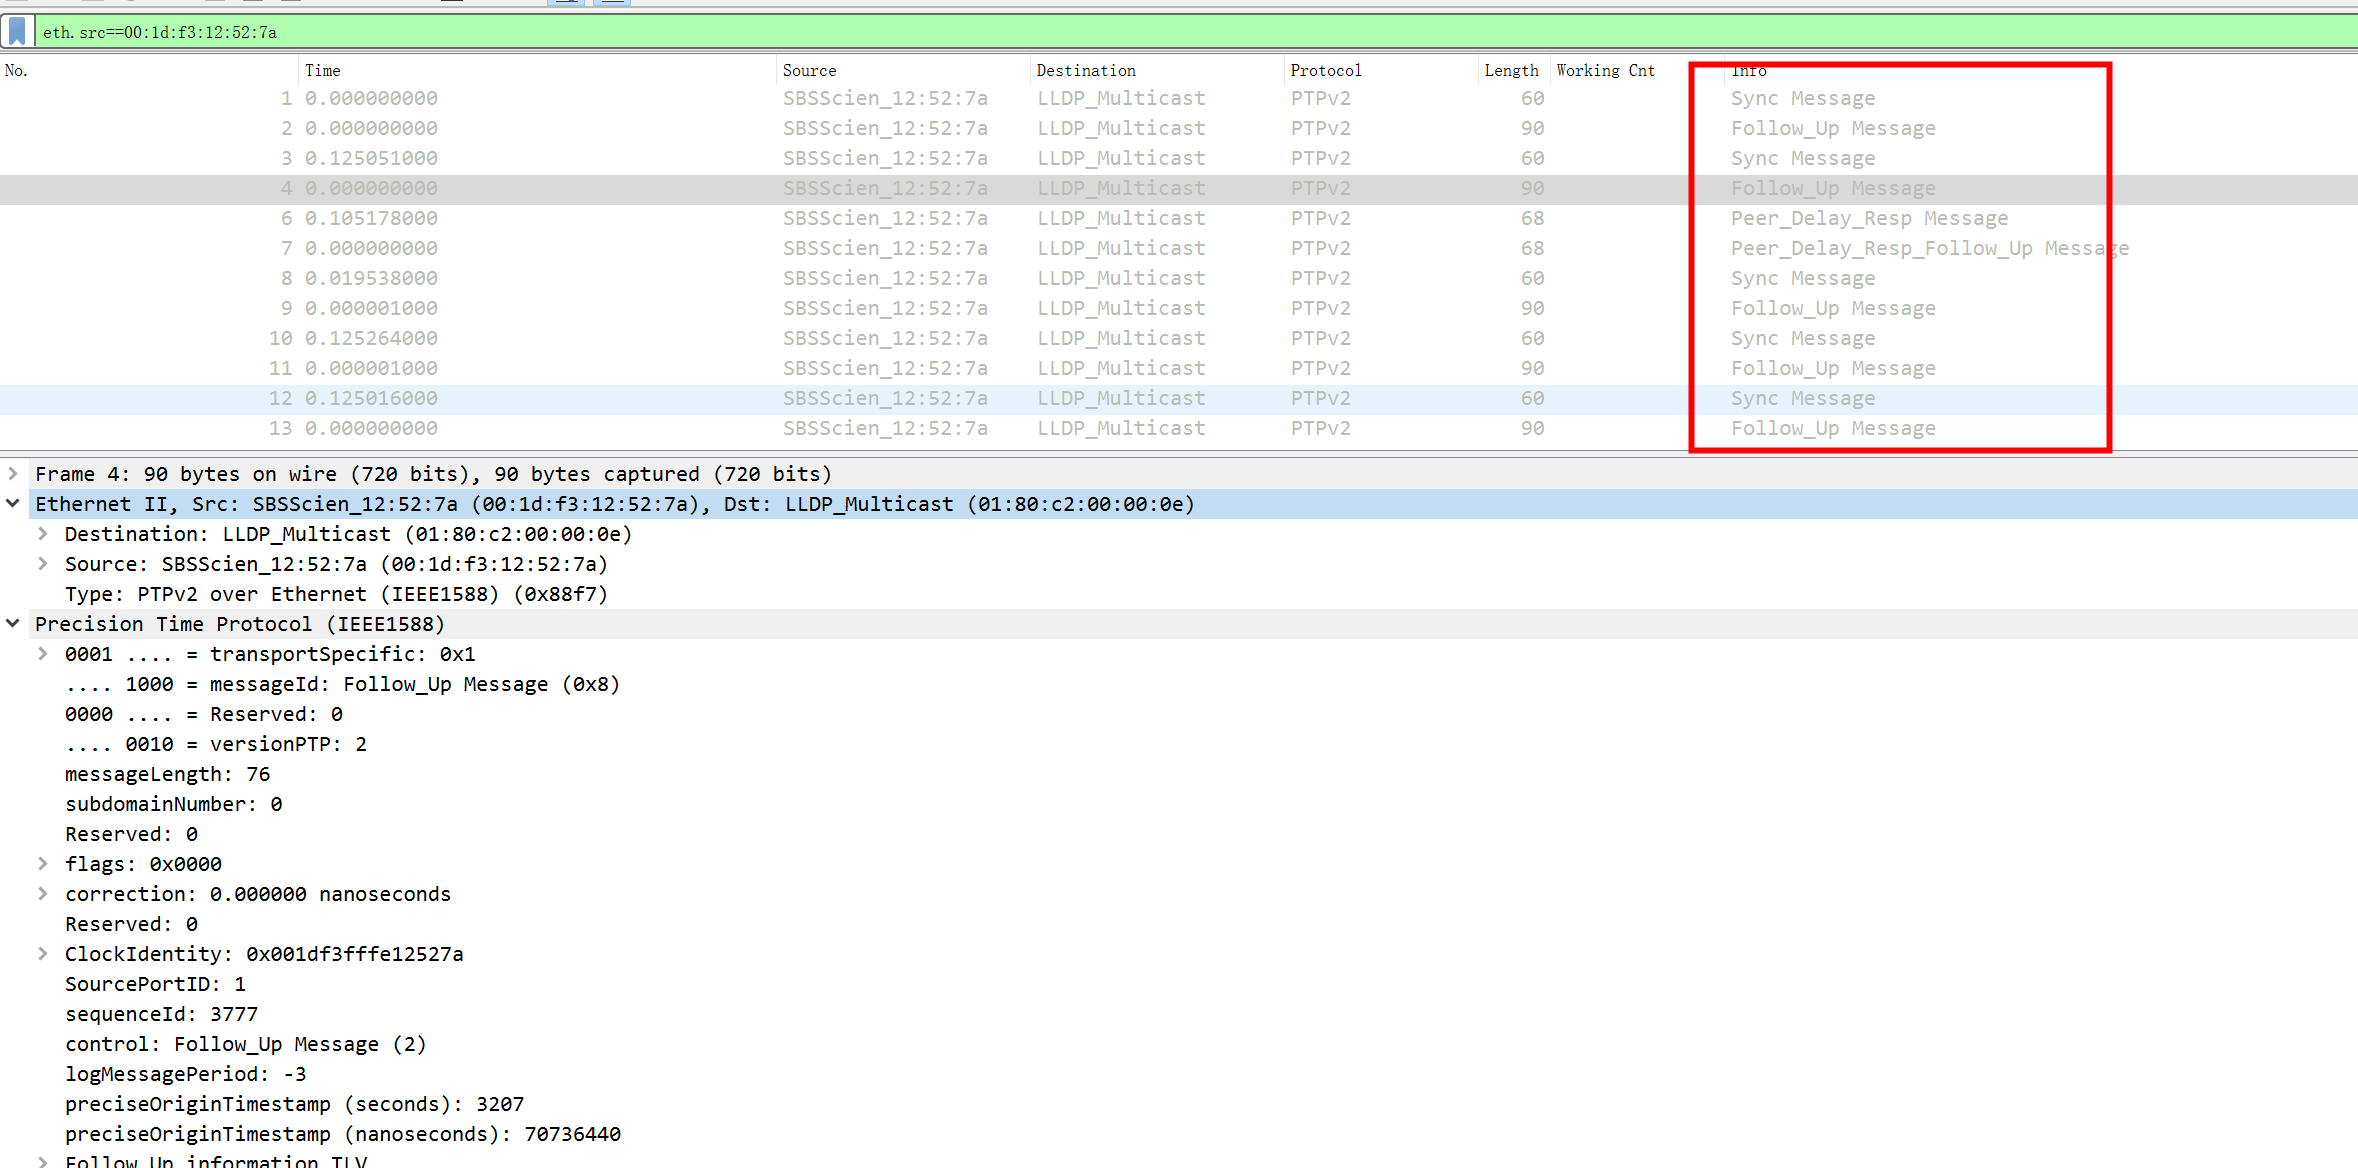 eth.src==00:1d:f3:12:52:7a
No. Time Source Destination Protocol Length Working Cnt Info
1 0.000000000 SBSScien_12:52:7a LLDP_Multicast PTPv2 60 Sync Message
2 0.000000000 SBSScien_12:52:7a LLDP_Multicast PTPv2 90 Follow_Up Message
3 0.125051000 SBSScien_12:52:7a LLDP_Multicast PTPv2 60 Sync Message
4 0.000000000 SBSScien_12:52:7a LLDP_Multicast PTPv2 90 Follow_Up Message
6 0.105178000 SBSScien_12:52:7a LLDP_Multicast PTPv2 68 Peer_Delay_Resp Message
7 0.000000000 SBSScien_12:52:7a LLDP_Multicast PTPv2 68 Peer_Delay_Resp_Follow_Up Message
8 0.019538000 SBSScien_12:52:7a LLDP_Multicast PTPv2 60 Sync Message
9 0.000001000 SBSScien_12:52:7a LLDP_Multicast PTPv2 90 Follow_Up Message
10 0.125264000 SBSScien_12:52:7a LLDP_Multicast PTPv2 60 Sync Message
11 0.000001000 SBSScien_12:52:7a LLDP_Multicast PTPv2 90 Follow_Up Message
12 0.125016000 SBSScien_12:52:7a LLDP_Multicast PTPv2 60 Sync Message
13 0.000000000 SBSScien_12:52:7a LLDP_Multicast PTPv2 90 Follow_Up Message
Frame 4: 90 bytes on wire (720 bits), 90 bytes captured (720 bits)
Ethernet II, Src: SBSScien_12:52:7a (00:1d:f3:12:52:7a), Dst: LLDP_Multicast (01:80:c2:00:00:0e)
Destination: LLDP_Multicast (01:80:c2:00:00:0e)
Source: SBSScien_12:52:7a (00:1d:f3:12:52:7a)
Type: PTPv2 over Ethernet (IEEE1588) (0x88f7)
Precision Time Protocol (IEEE1588)
0001 .... = transportSpecific: 0x1
.... 1000 = messageId: Follow_Up Message (0x8)
0000 .... = Reserved: 0
.... 0010 = versionPTP: 2
messageLength: 76
subdomainNumber: 0
Reserved: 0
flags: 0x0000
correction: 0.000000 nanoseconds
Reserved: 0
ClockIdentity: 0x001df3fffe12527a
SourcePortID: 1
sequenceId: 3777
control: Follow_Up Message (2)
logMessagePeriod: -3
preciseOriginTimestamp (seconds): 3207
preciseOriginTimestamp (nanoseconds): 70736440
Follow Up information TLV